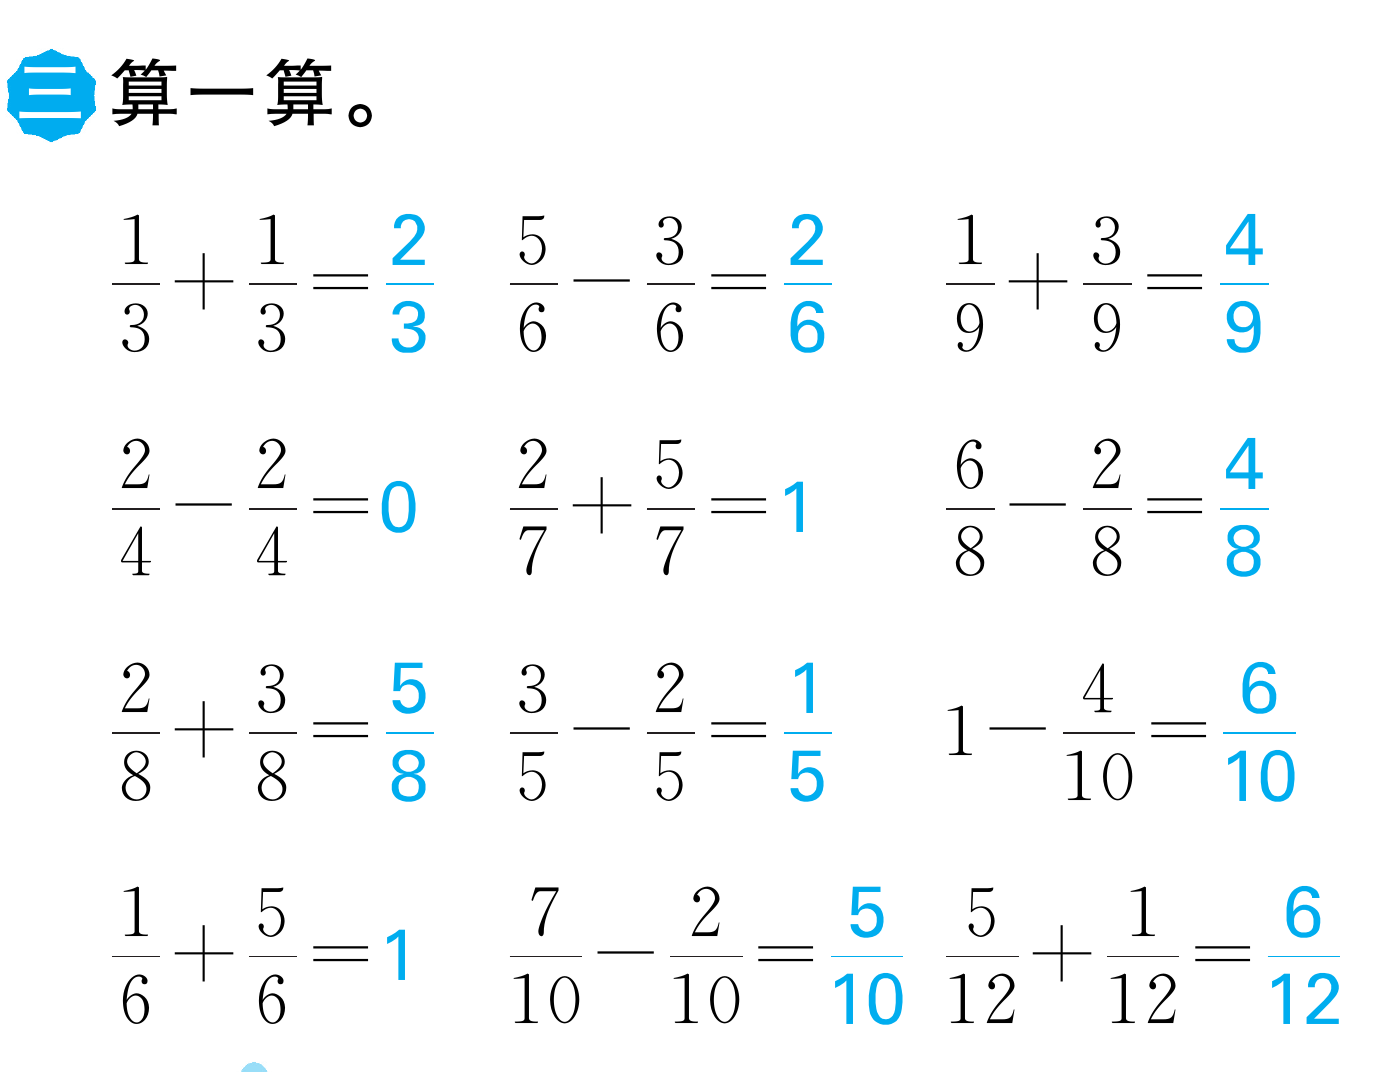 三 算一算。
1/3 + 1/3 = 2/3 5/6 − 3/6 = 2/6 1/9 + 3/9 = 4/9
2/4 − 2/4 = 0 2/7 + 5/7 = 1 6/8 − 2/8 = 4/8
2/8 + 3/8 = 5/8 3/5 − 2/5 = 1/5 1 − 4/10 = 6/10
1/6 + 5/6 = 1 7/10 − 2/10 = 5/10 5/12 + 1/12 = 6/12